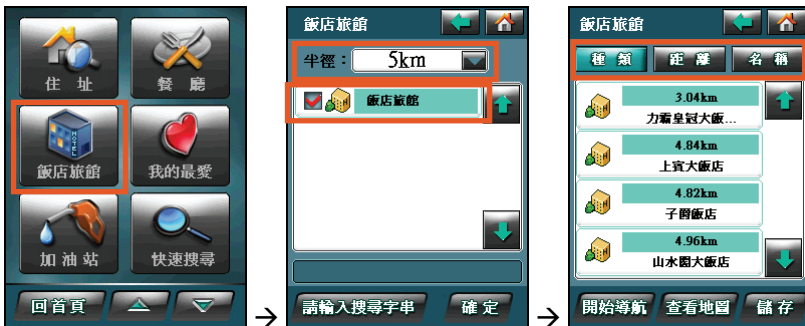 住 址
餐 廳
HOTEL
飯店旅館
我的最愛
加 油 站
快速搜尋
回首頁
→
飯店旅館
半徑：
5km
飯店旅館
請輸入搜尋字串
確 定
→
飯店旅館
種 類
距 離
名 稱
3.04km
力霸皇冠大飯...
4.84km
上賓大飯店
4.82km
子爵飯店
4.96km
山水閣大飯店
開始導航
查看地圖
儲 存